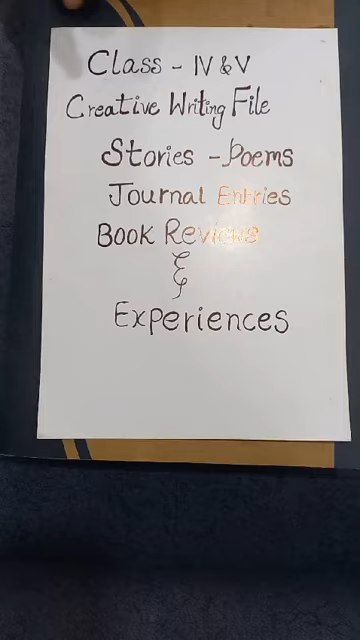 Class - IV & V
Creative Writing File
Stories - Poems
Journal Entries
Book Reviews
&
Experiences